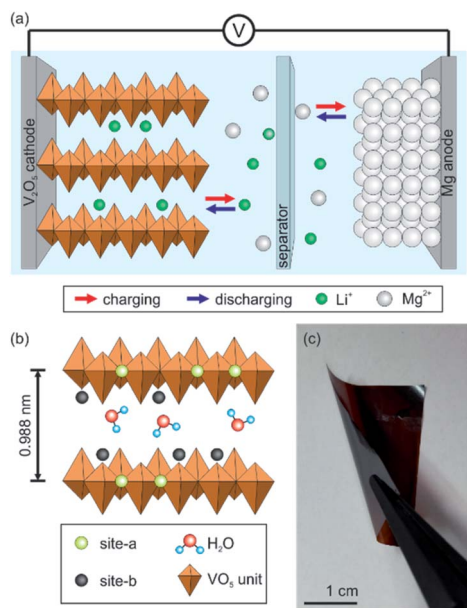 (a)
V
V₂O₅ cathode
separator
Mg anode
charging discharging Li⁺ Mg²⁺
(b)
0.988 nm
site-a H₂O
site-b VO₅ unit
(c)
1 cm